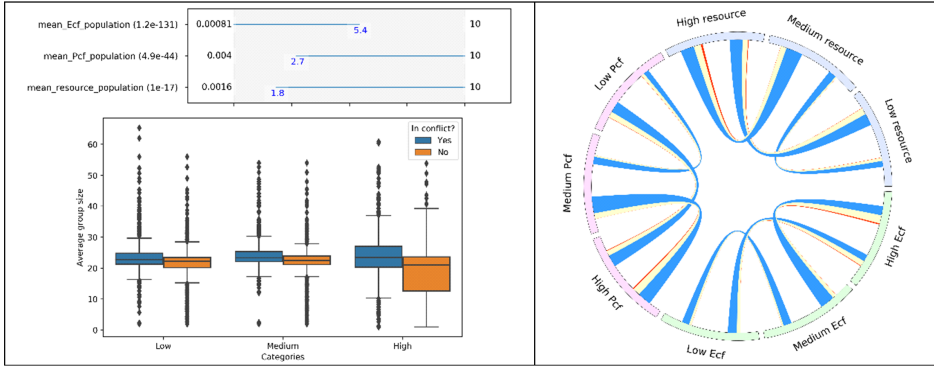 mean_Ecf_population (1.2e-131) 0.00081 5.4 10
mean_Pcf_population (4.9e-44) 0.004 2.7 10
mean_resource_population (1e-17) 0.0016 1.8 10
In conflict?
Yes
No
Average group size
60
50
40
30
20
10
0
Low Medium High
Categories
High resource
Medium resource
Low resource
High Ecf
Medium Ecf
Low Ecf
High Pcf
Medium Pcf
Low Pcf